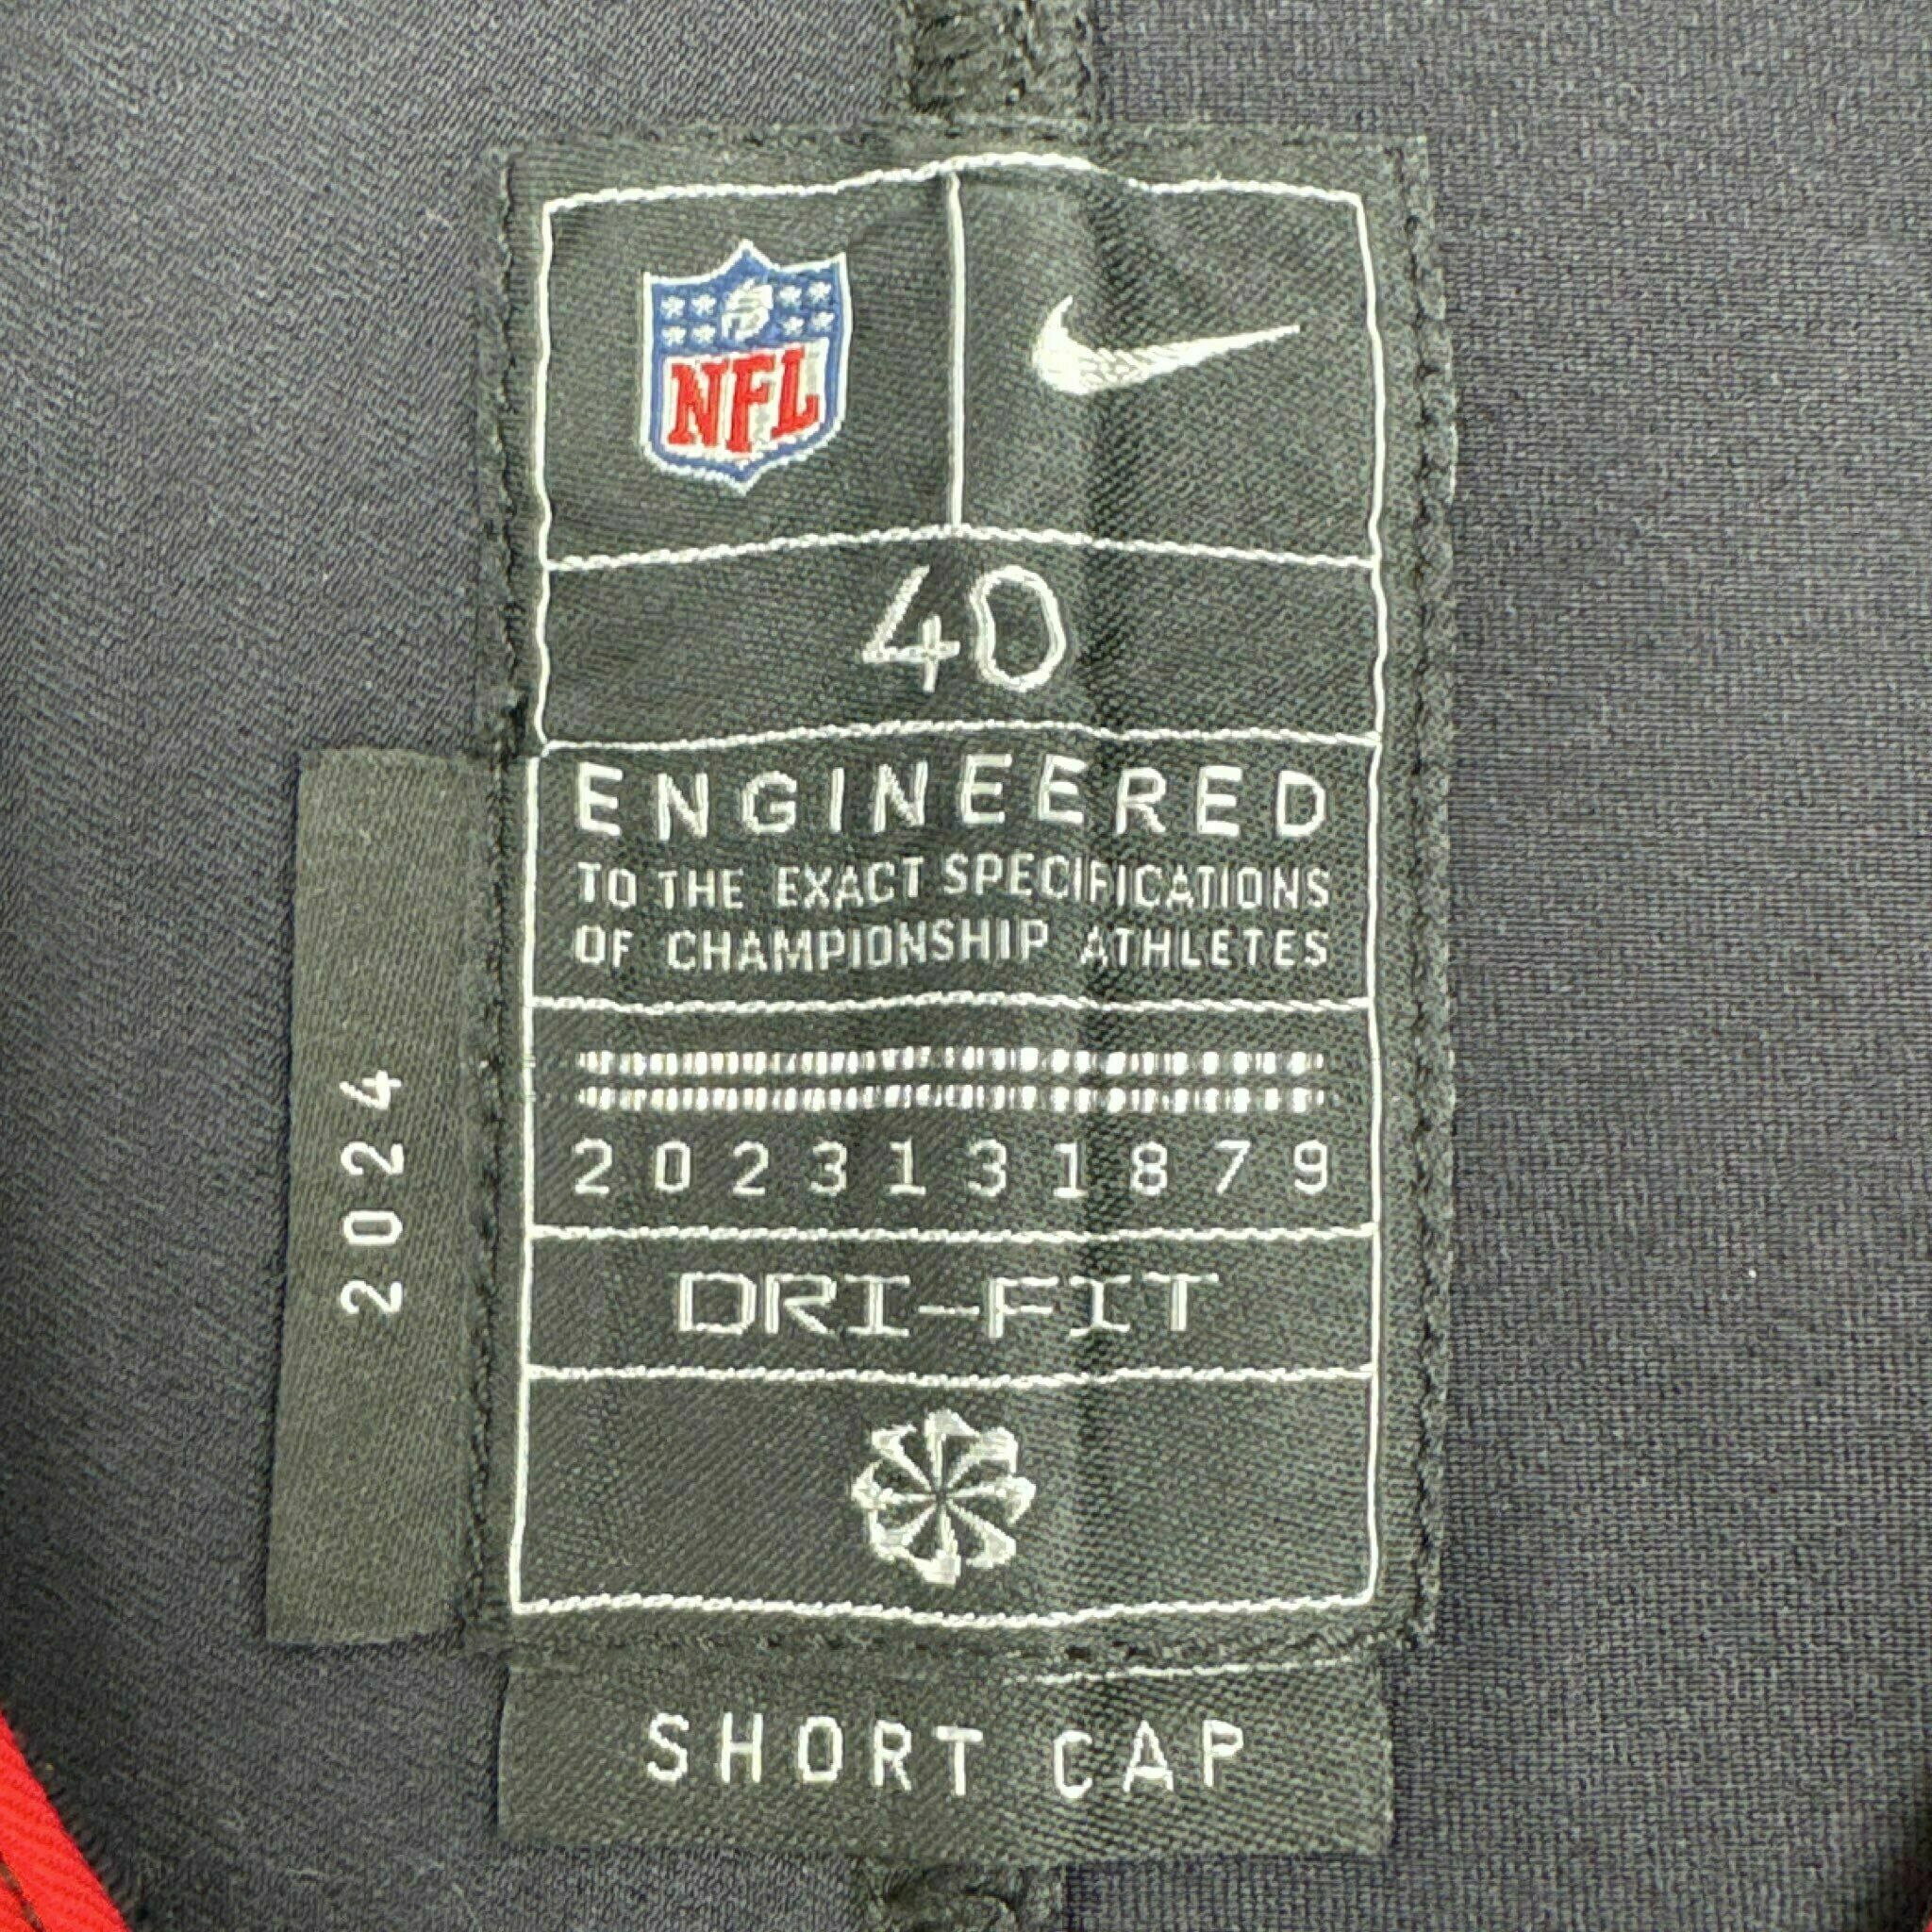 NFL
40
ENGINEERED
TO THE EXACT SPECIFICATIONS
OF CHAMPIONSHIP ATHLETES
2023131879
DRI-FIT
2024
SHORT CAP